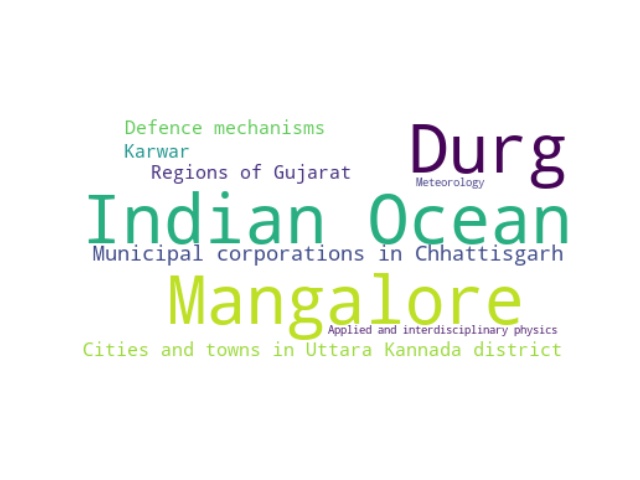 Defence mechanisms
Durg
Karwar
Regions of Gujarat
Meteorology
Indian Ocean
Municipal corporations in Chhattisgarh
Mangalore
Applied and interdisciplinary physics
Cities and towns in Uttara Kannada district